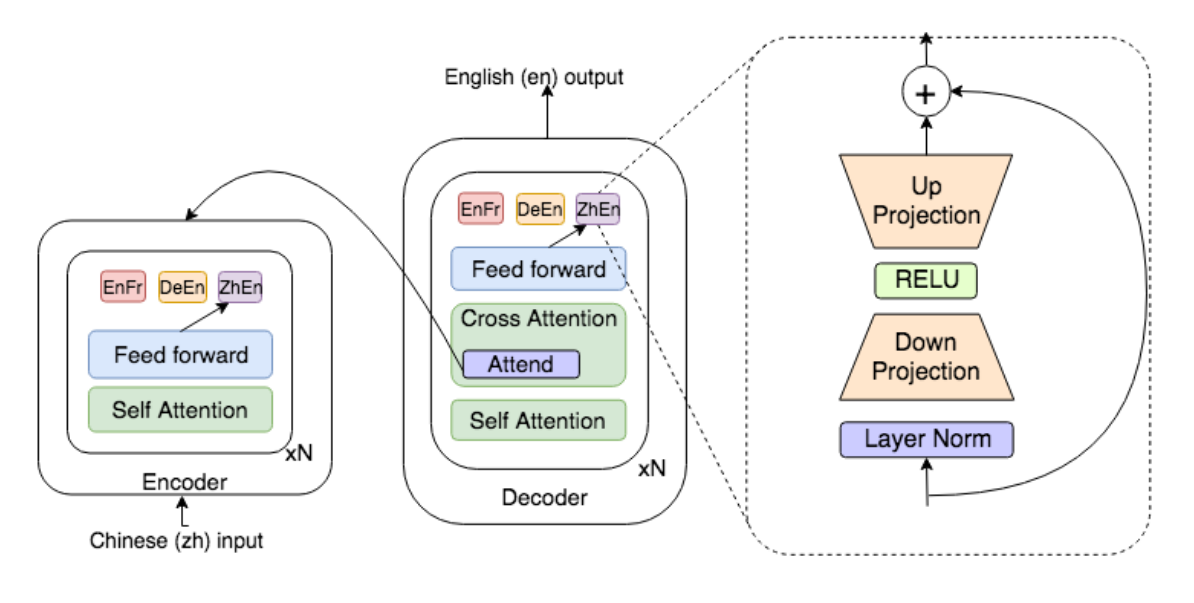 English (en) output
EnFr DeEn ZhEn
Feed forward
Self Attention
xN
Encoder
Chinese (zh) input
EnFr DeEn ZhEn
Feed forward
Cross Attention
Attend
Self Attention
xN
Decoder
+
Up
Projection
RELU
Down
Projection
Layer Norm